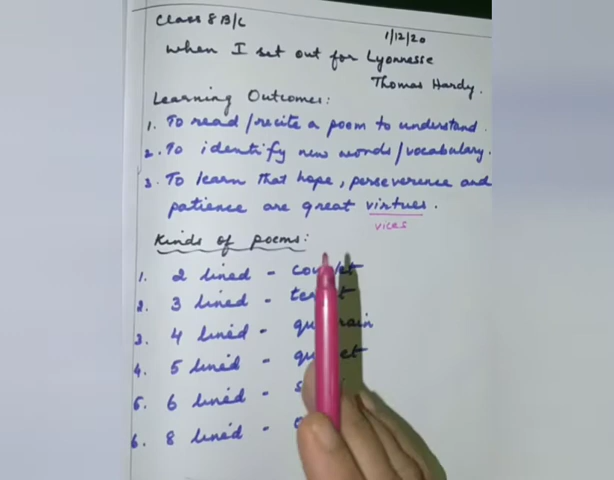 Class 8 B/C
1/12/20
When I set out for Lyonnesse
Thomas Hardy.
Learning Outcomes:
1. To read/recite a poem to understand.
2. To identify new words/vocabulary.
3. To learn that hope, perseverence and
patience are great virtues.
vices
Kinds of poems:
1. 2 lined -
2. 3 lined -
3. 4 lined -
4. 5 lined -
5. 6 lined -
6. 8 lined -